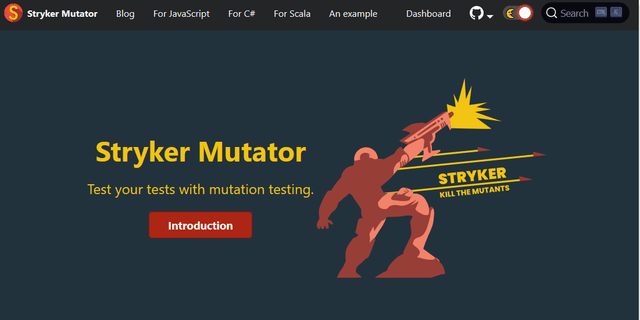 Stryker Mutator Blog For JavaScript For C# For Scala An example Dashboard Search
Stryker Mutator
Test your tests with mutation testing.
Introduction
STRYKER
KILL THE MUTANTS